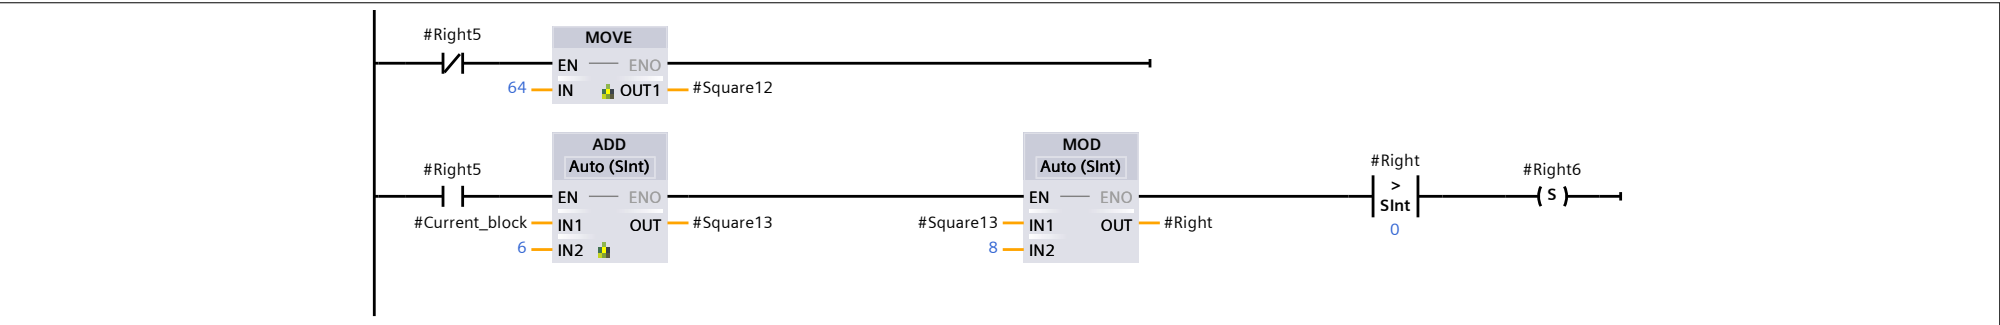 #Right5
MOVE
EN ENO
64 IN OUT1 #Square12
#Right5
ADD
Auto (SInt)
EN ENO
#Current_block IN1 OUT #Square13
6 IN2
MOD
Auto (SInt)
EN ENO
#Square13 IN1 OUT #Right
8 IN2
#Right
>
SInt
0
#Right6
S